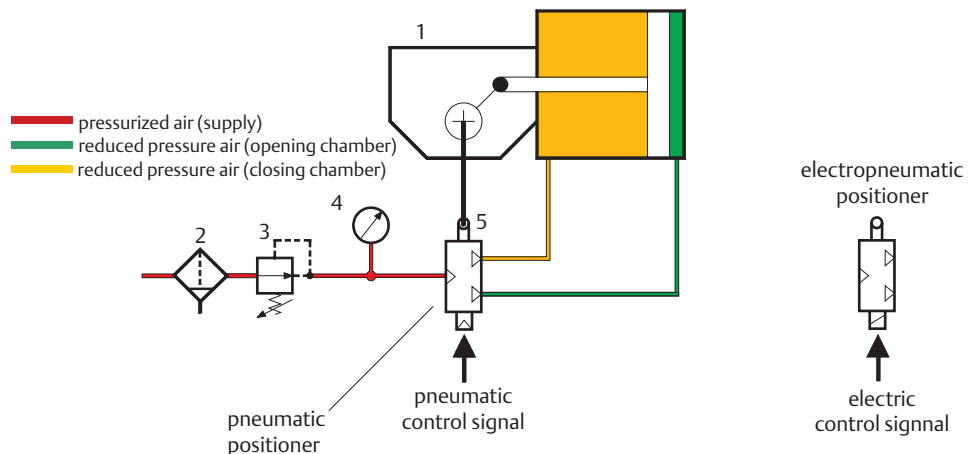 1
pressurized air (supply)
reduced pressure air (opening chamber)
reduced pressure air (closing chamber)
electropneumatic
positioner
2
3
4
5
pneumatic
positioner
pneumatic
control signal
electric
control signnal